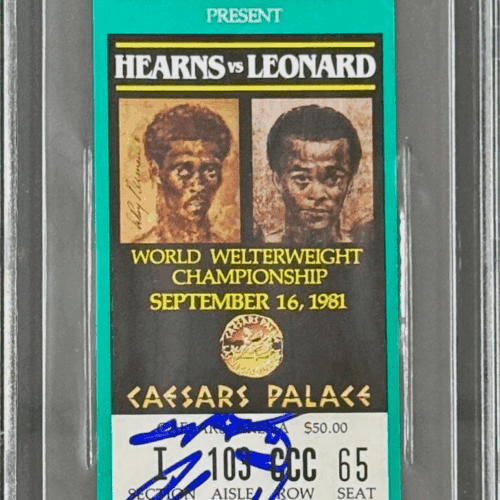 PRESENT
HEARNS vs LEONARD
WORLD WELTERWEIGHT
CHAMPIONSHIP
SEPTEMBER 16, 1981
CAESARS PALACE
CAESARS $50.00
I 103 CCC 65
SECTION AISLE ROW SEAT